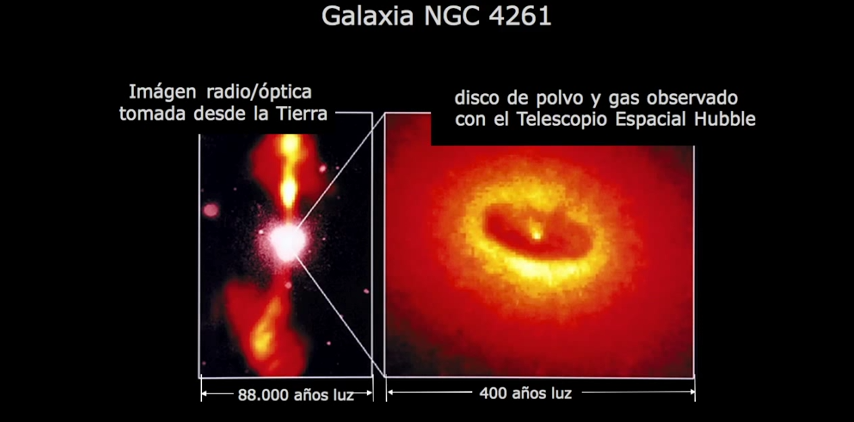 Galaxia NGC 4261
Imágen radio/óptica
tomada desde la Tierra
disco de polvo y gas observado
con el Telescopio Espacial Hubble
88.000 años luz
400 años luz